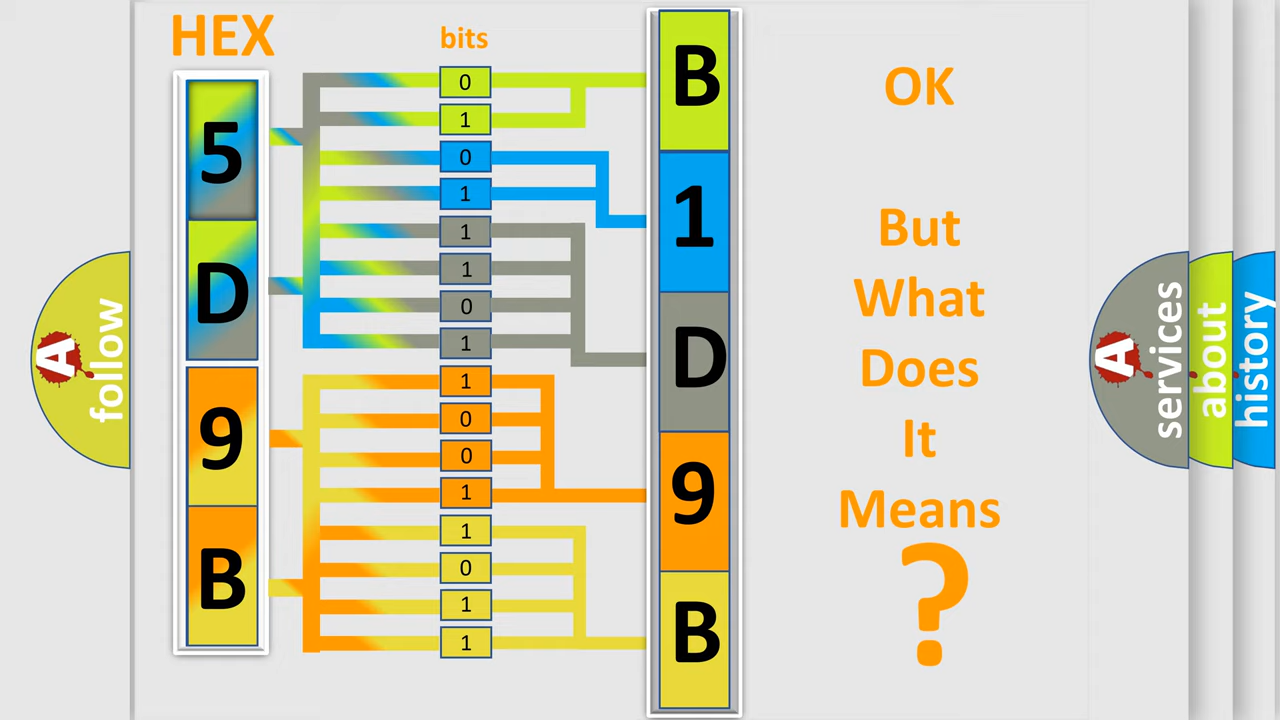 HEX
bits
5
D
9
B
0
1
0
1
1
1
0
1
1
0
0
1
1
0
1
1
B
1
D
9
B
OK
But
What
Does
It
Means
?
A
follow
A
services
about
history